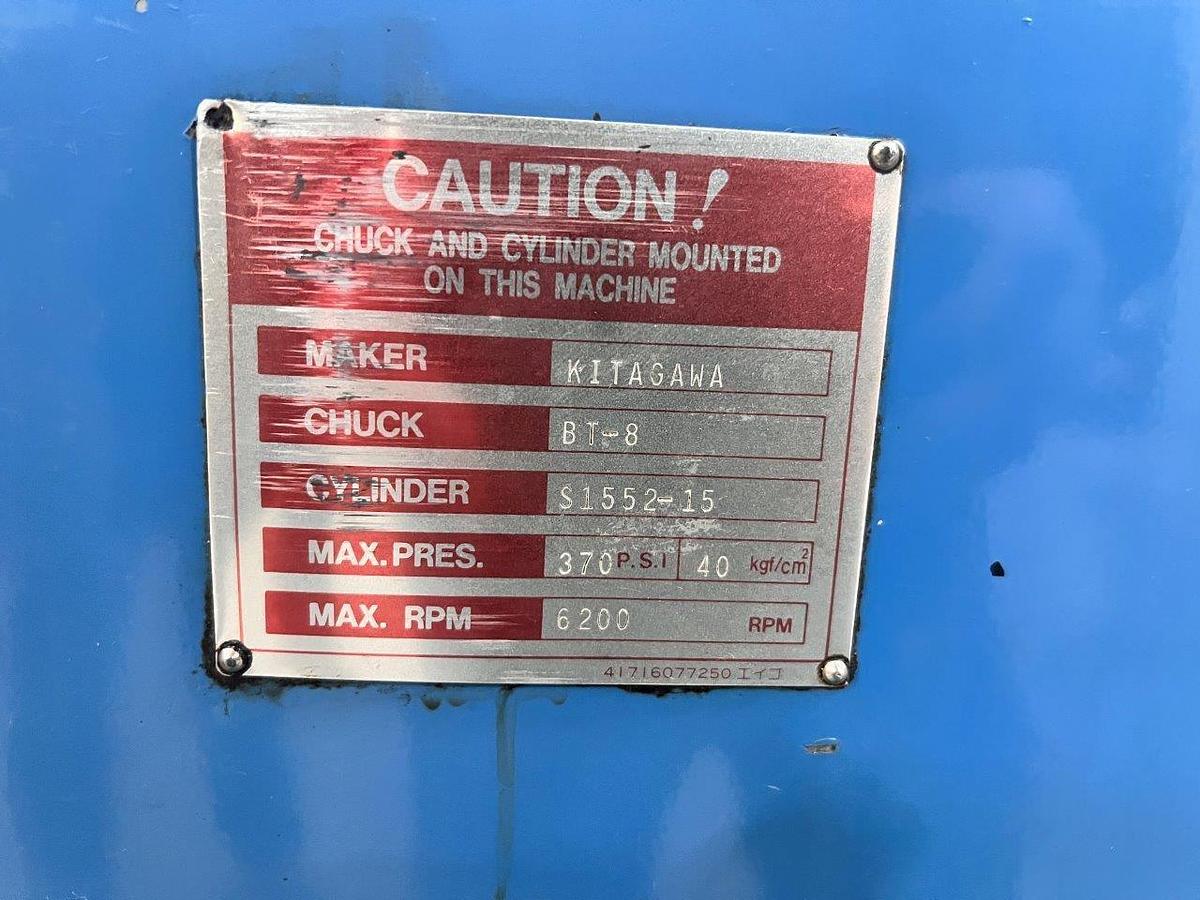 CAUTION!
CHUCK AND CYLINDER MOUNTED
ON THIS MACHINE
MAKER KITAGAWA
CHUCK BT-8
CYLINDER S1552-15
MAX.PRES. 370 P.S.I 40 kgf/cm²
MAX. RPM 6200 RPM
41716077250 エイゴ